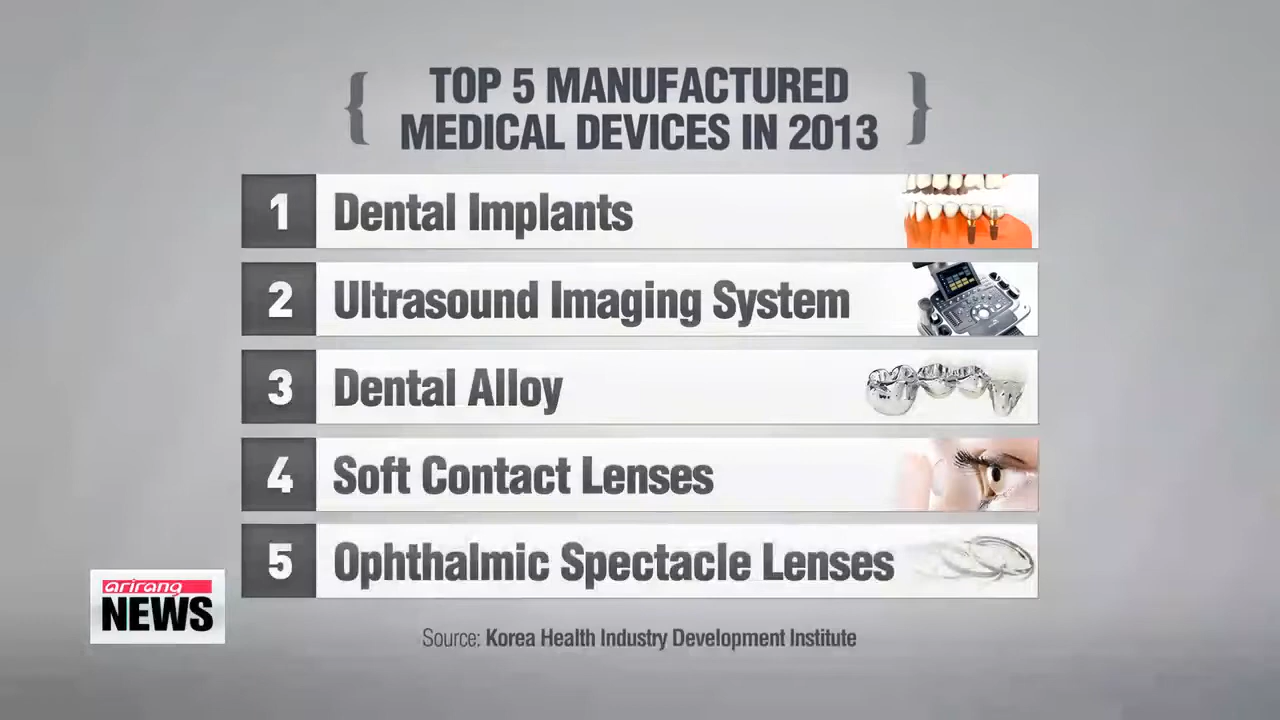 TOP 5 MANUFACTURED
MEDICAL DEVICES IN 2013
1 Dental Implants
2 Ultrasound Imaging System
3 Dental Alloy
4 Soft Contact Lenses
5 Ophthalmic Spectacle Lenses
arirang
NEWS
Source: Korea Health Industry Development Institute